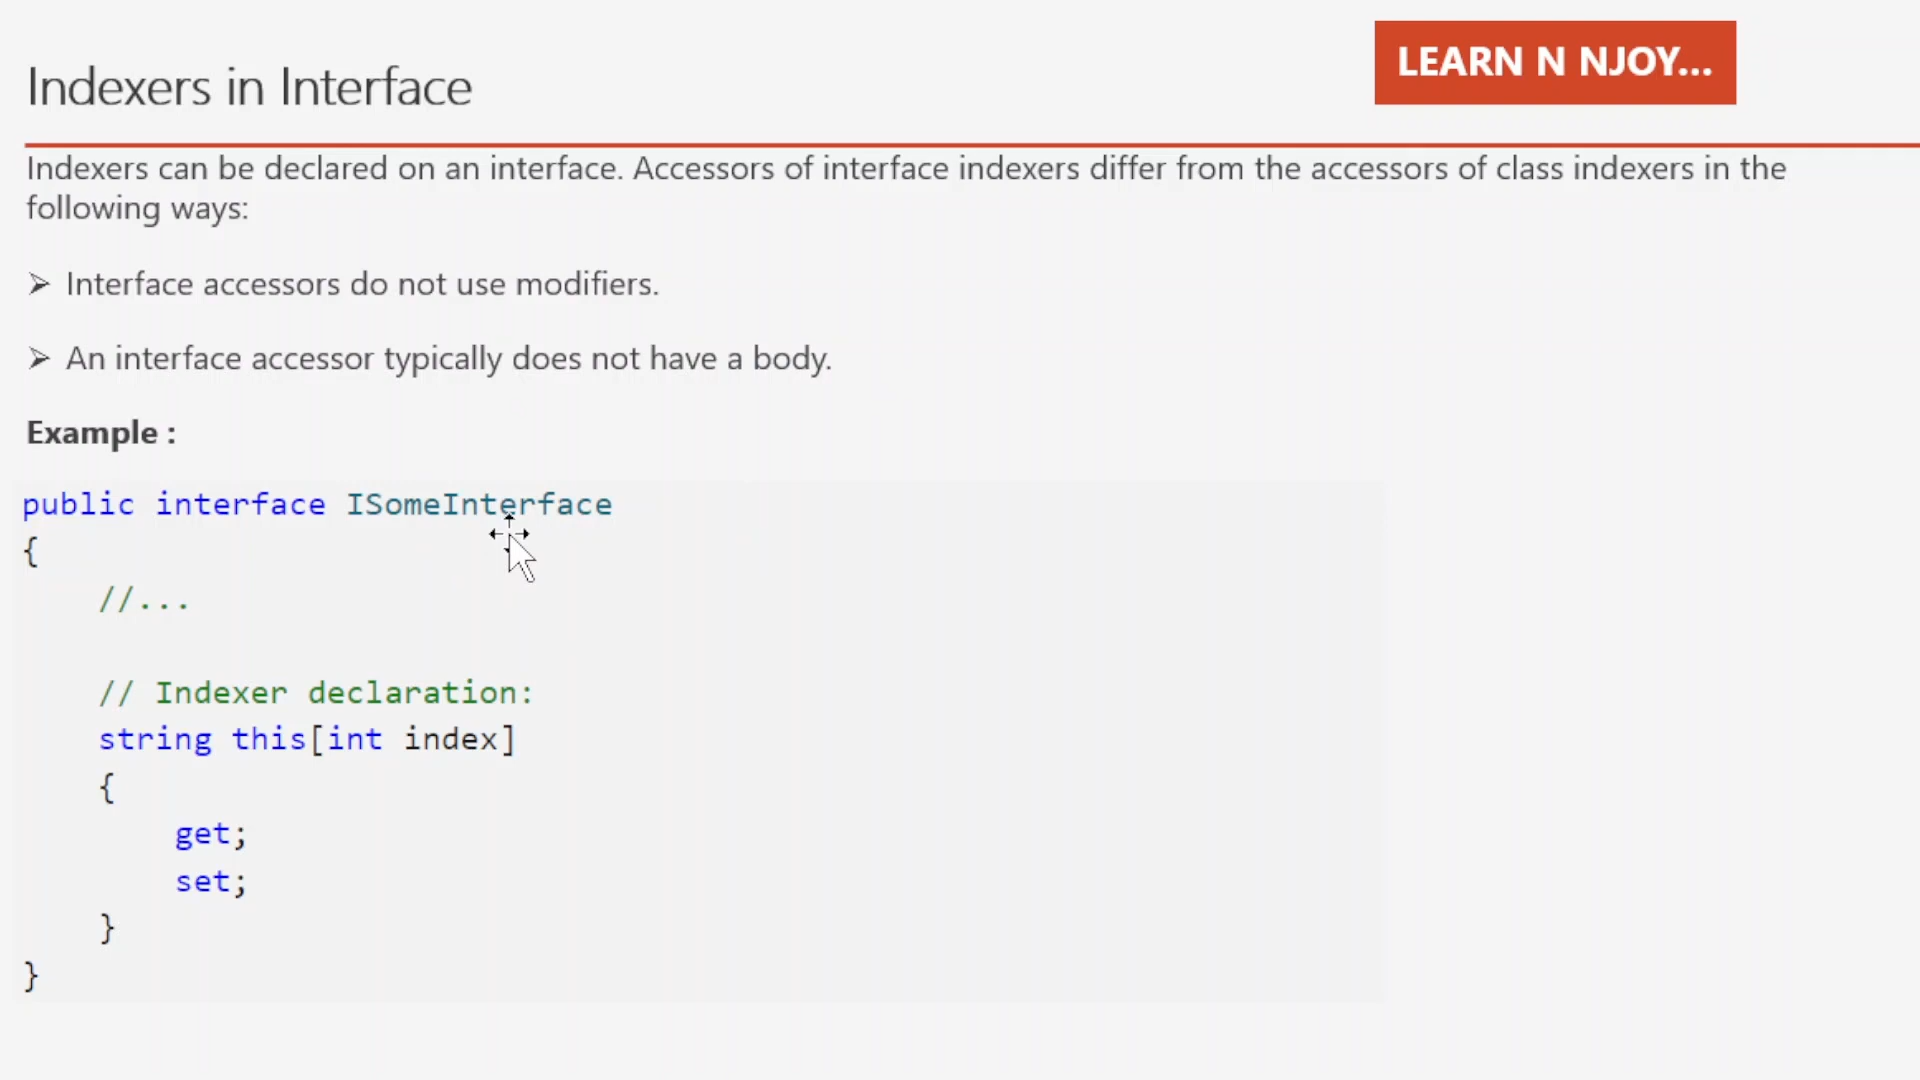 LEARN N NJOY...
Indexers in Interface
Indexers can be declared on an interface. Accessors of interface indexers differ from the accessors of class indexers in the
following ways:
➢ Interface accessors do not use modifiers.
➢ An interface accessor typically does not have a body.
Example :
public interface ISomeInterface
{
    //...
    // Indexer declaration:
    string this[int index]
    {
        get;
        set;
    }
}